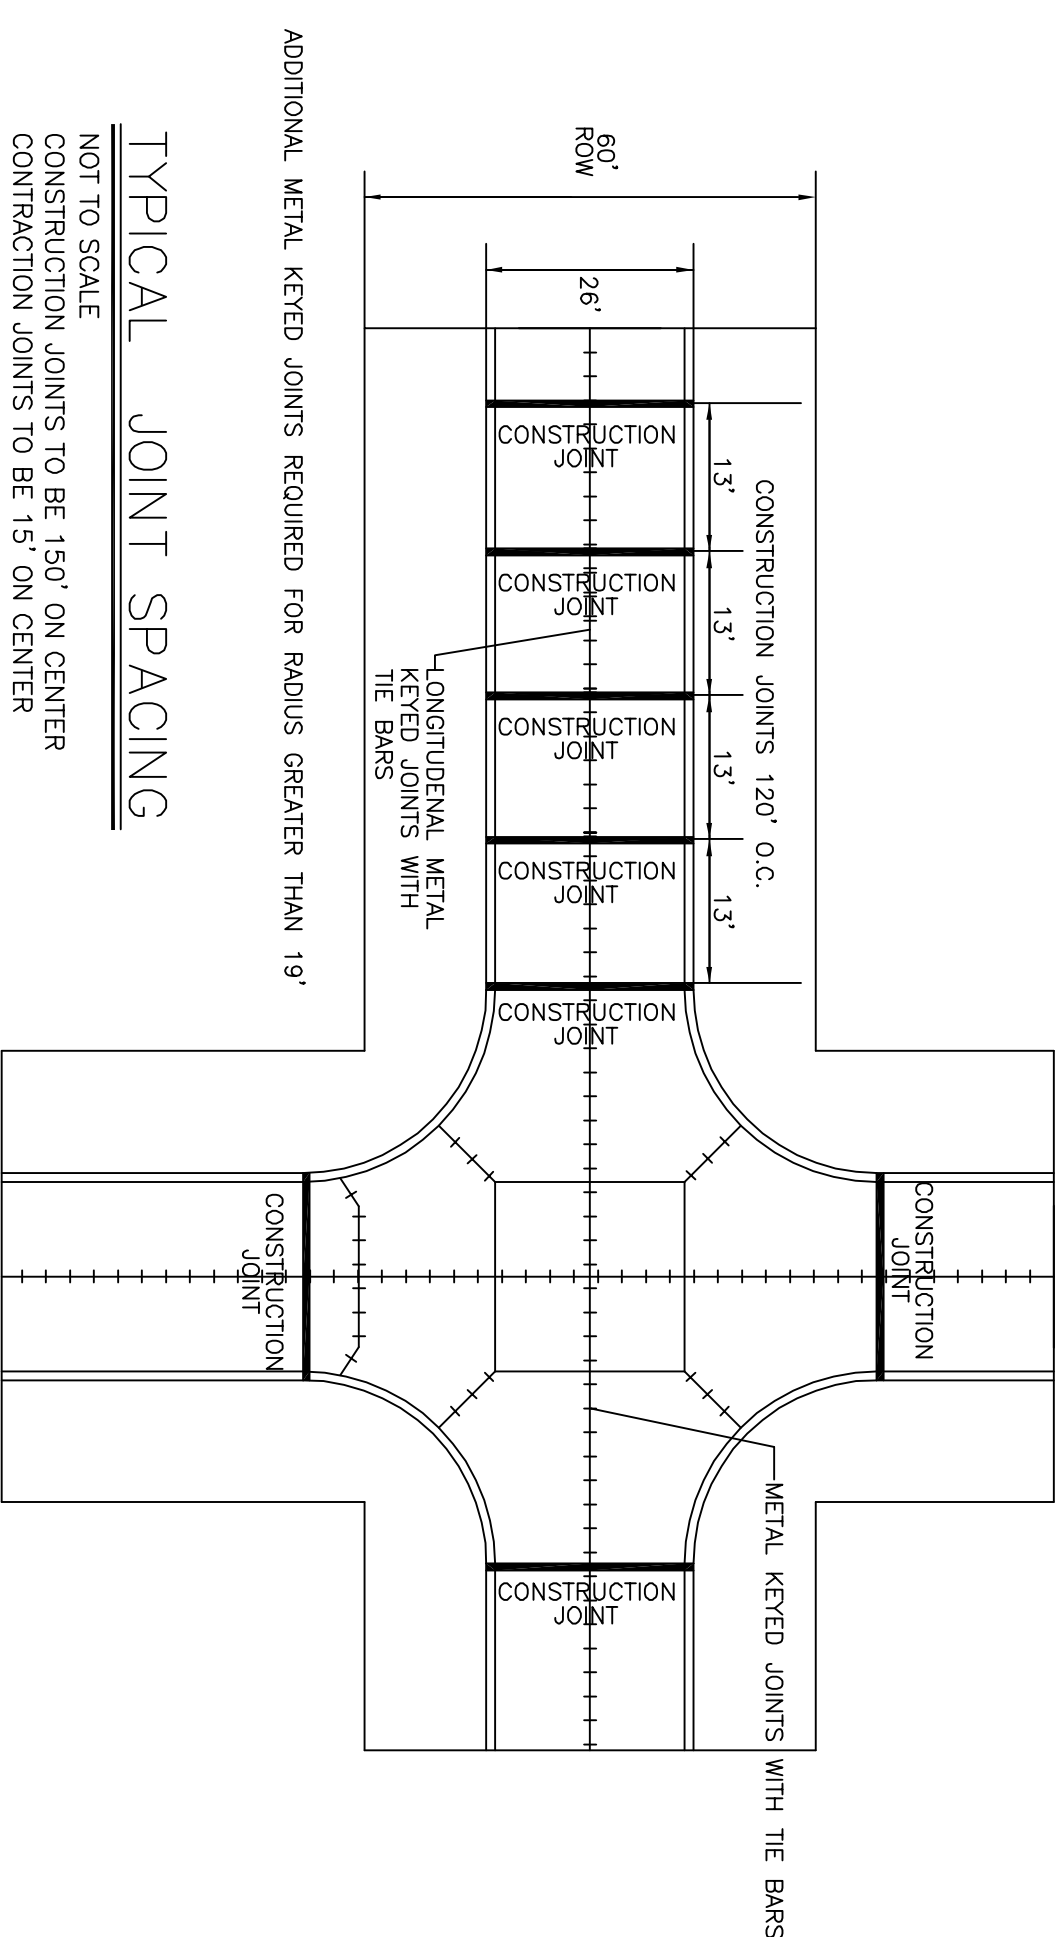 60'
ROW
26'
CONSTRUCTION JOINTS 120' O.C.
13'
13'
13'
13'
CONSTRUCTION
JOINT
CONSTRUCTION
JOINT
CONSTRUCTION
JOINT
CONSTRUCTION
JOINT
CONSTRUCTION
JOINT
CONSTRUCTION
JOINT
CONSTRUCTION
JOINT
CONSTRUCTION
JOINT
LONGITUDENAL METAL
KEYED JOINTS WITH
TIE BARS
METAL KEYED JOINTS WITH TIE BARS
ADDITIONAL METAL KEYED JOINTS REQUIRED FOR RADIUS GREATER THAN 19'
TYPICAL JOINT SPACING
NOT TO SCALE
CONSTRUCTION JOINTS TO BE 150' ON CENTER
CONTRACTION JOINTS TO BE 15' ON CENTER